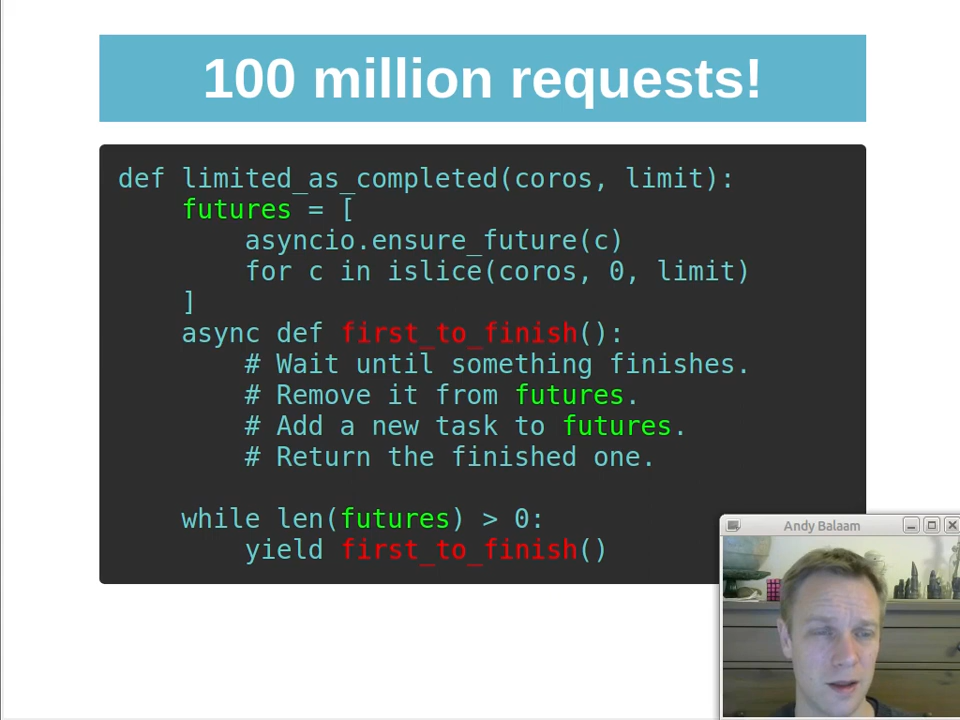 100 million requests!
def limited_as_completed(coros, limit):
    futures = [
        asyncio.ensure_future(c)
        for c in islice(coros, 0, limit)
    ]
    async def first_to_finish():
        # Wait until something finishes.
        # Remove it from futures.
        # Add a new task to futures.
        # Return the finished one.
    while len(futures) > 0:
        yield first_to_finish()
Andy Balaam